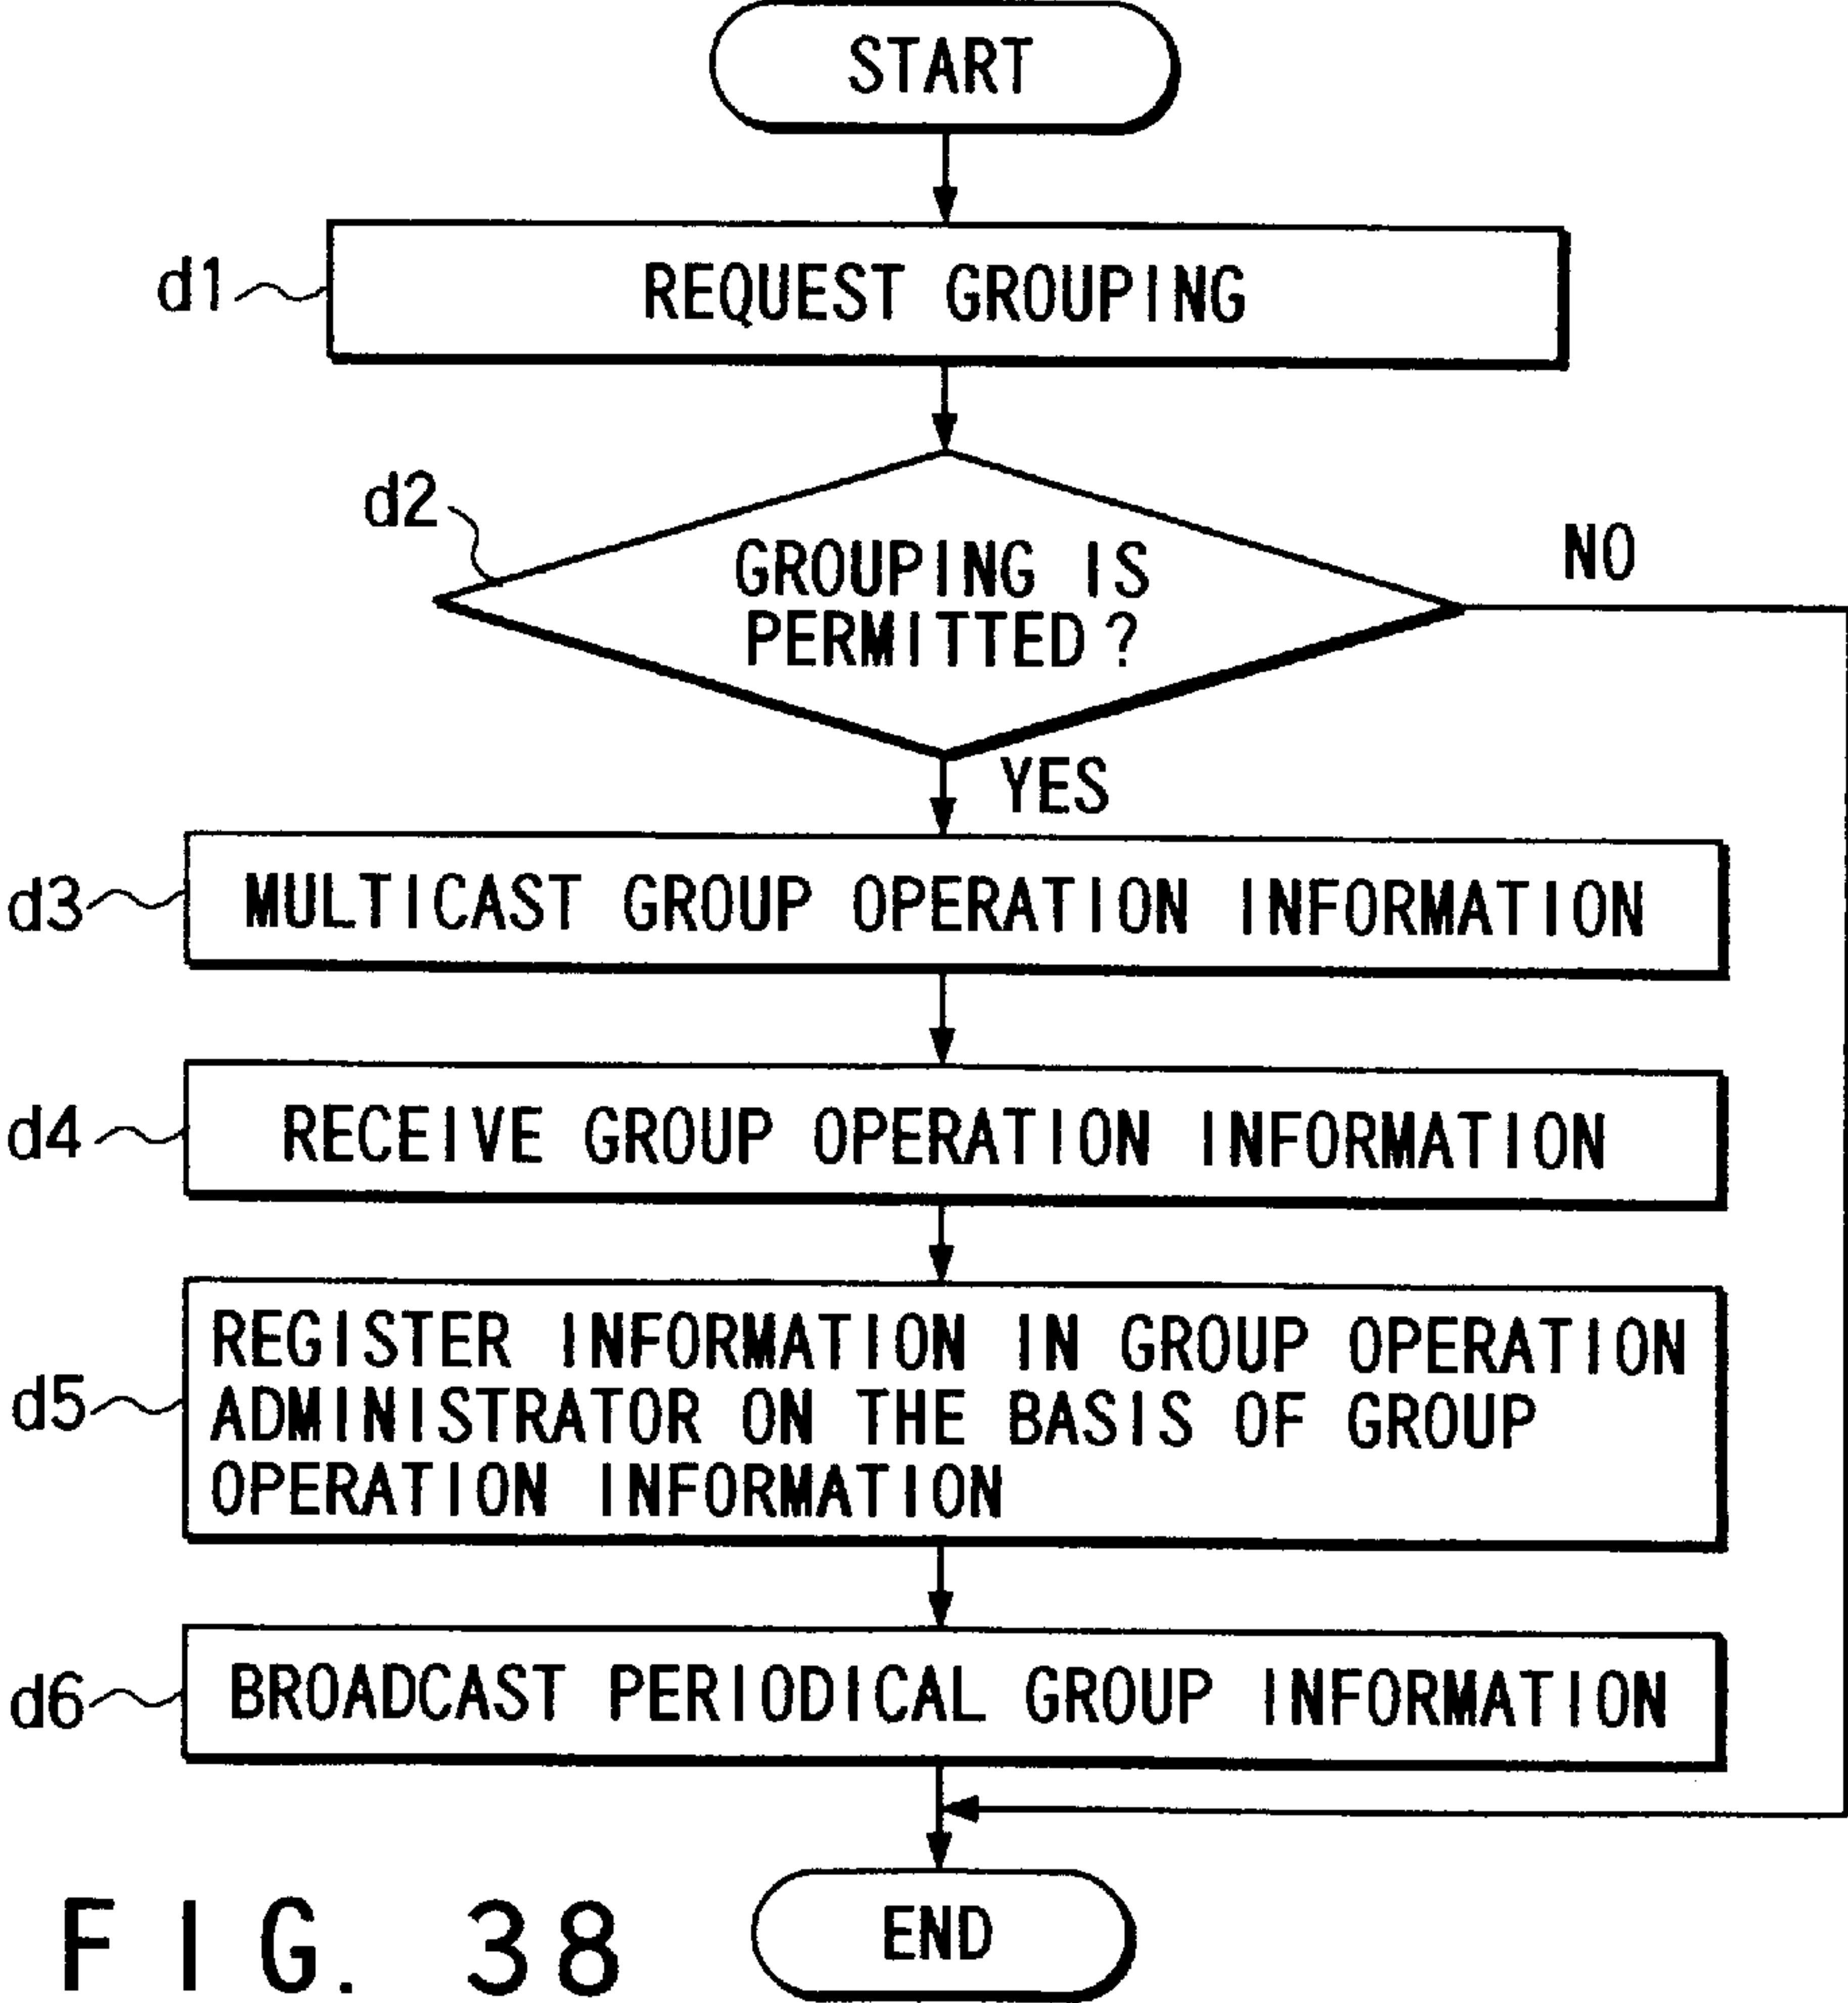 START
d1
REQUEST GROUPING
d2
GROUPING IS
PERMITTED?
NO
YES
d3
MULTICAST GROUP OPERATION INFORMATION
d4
RECEIVE GROUP OPERATION INFORMATION
d5
REGISTER INFORMATION IN GROUP OPERATION
ADMINISTRATOR ON THE BASIS OF GROUP
OPERATION INFORMATION
d6
BROADCAST PERIODICAL GROUP INFORMATION
END
FIG. 38